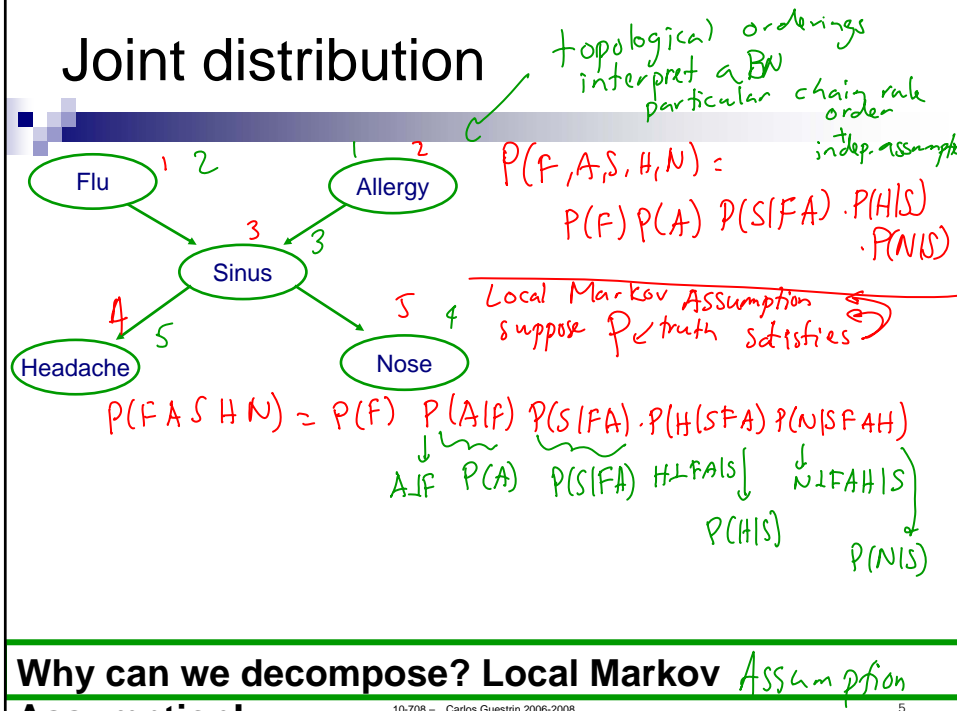 Joint distribution
topological orderings
interpret a BN
particular chain rule
order
+
indep. assumpt
Flu
1 2
Allergy
1 2
P(F,A,S,H,N) =
P(F) P(A) P(S|FA) . P(H|S)
. P(N|S)
Sinus
3 3
Local Markov Assumption
suppose P truth satisfies
Headache
4 5
Nose
5 4
P(FASHN) = P(F) P(A|F) P(S|FA) . P(H|SFA) P(N|SFAH)
A⊥F P(A) P(S|FA) H⊥FA|S N⊥FAH|S
P(H|S)
P(N|S)
Why can we decompose? Local Markov Assumption
Assumption!
10-708 – Carlos Guestrin 2006-2008
5